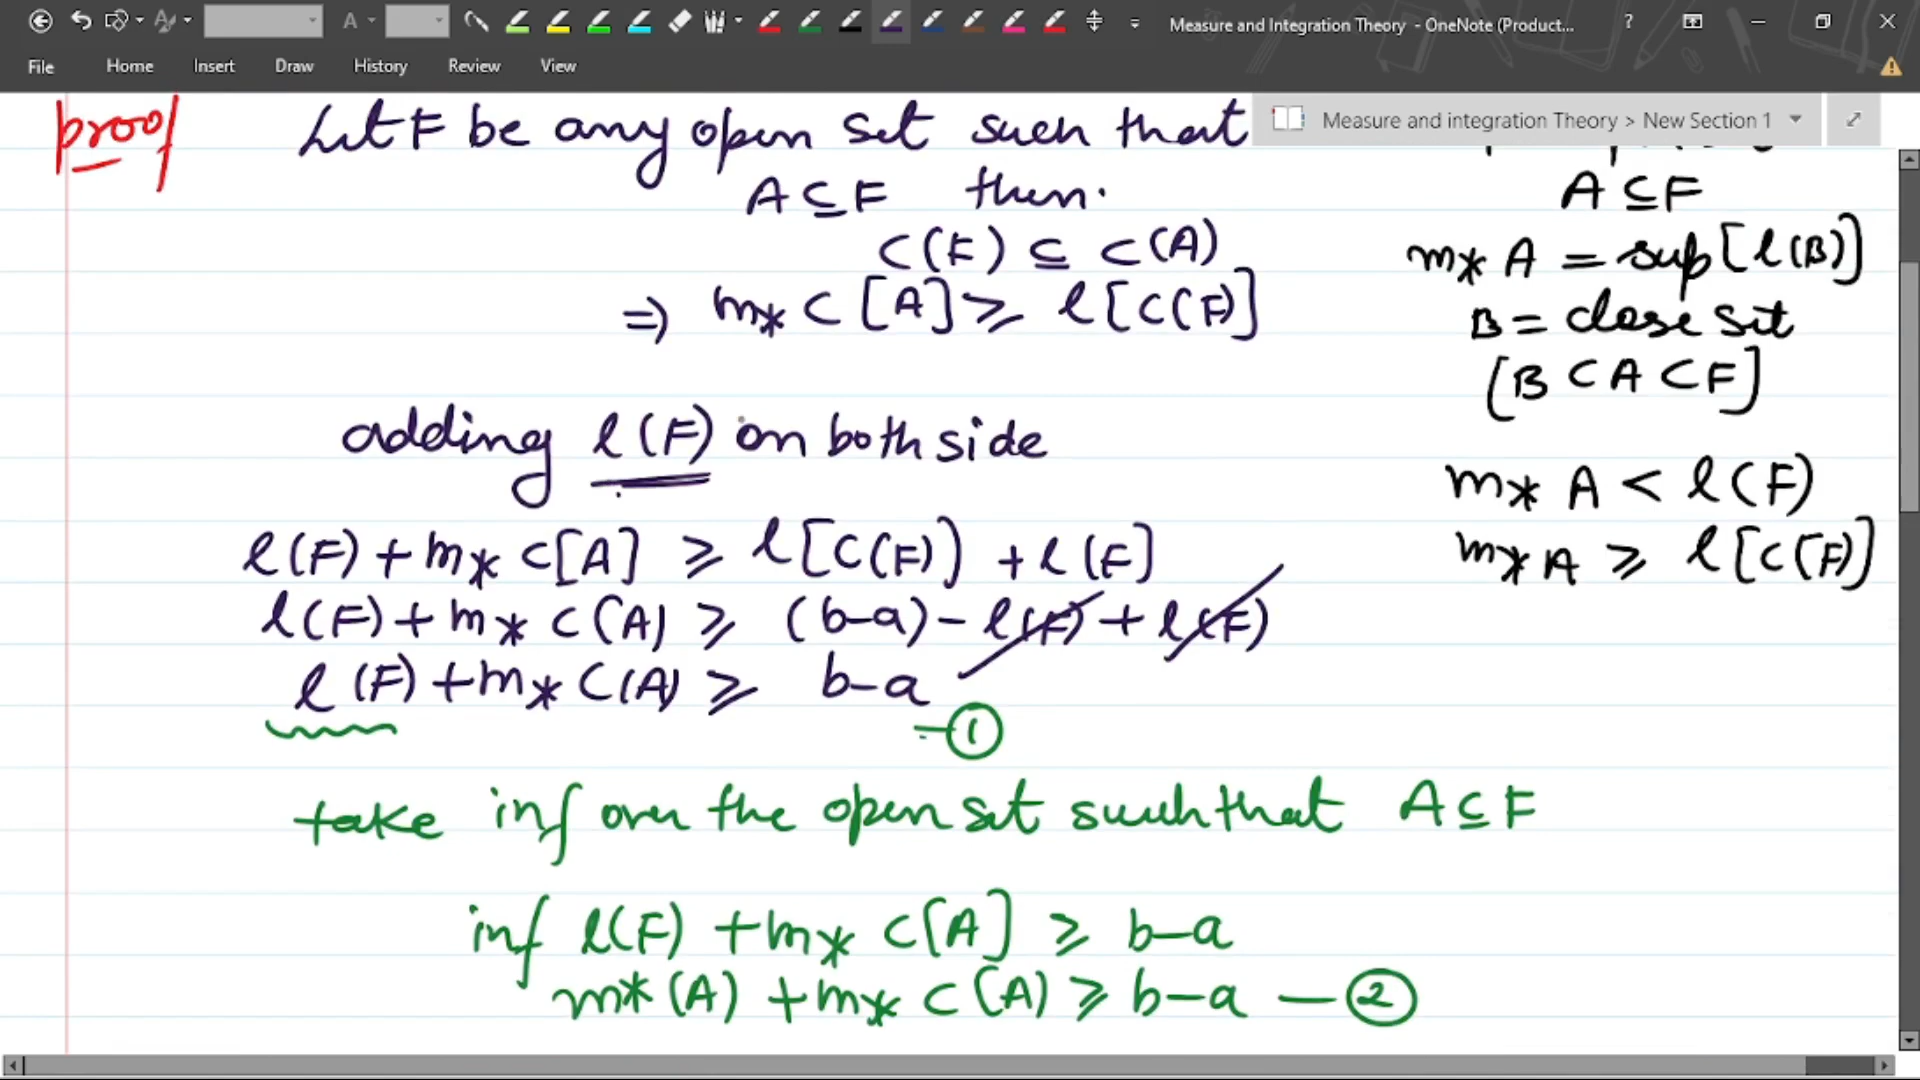 Measure and Integration Theory - OneNote (Product...
File Home Insert Draw History Review View
Measure and integration Theory > New Section 1
proof Let F be any open set such that
A ⊆ F then.
C(F) ⊆ C(A)
⇒ m* C[A] ⩾ l[C(F)]
adding l(F) on both side
l(F) + m* C[A] ⩾ l[C(F)] + l[F]
l(F) + m* C(A) ⩾ (b-a) - l(F) + l(F)
l(F) + m* C(A) ⩾ b-a
— ①
take inf over the open set such that A ⊆ F
inf l(F) + m* C[A] ⩾ b-a
m*(A) + m* C(A) ⩾ b-a — ②
A ⊆ F
m* A = sup[l(B)]
B = close set
[B ⊂ A ⊂ F]
m* A < l(F)
m* A ⩾ l[C(F)]